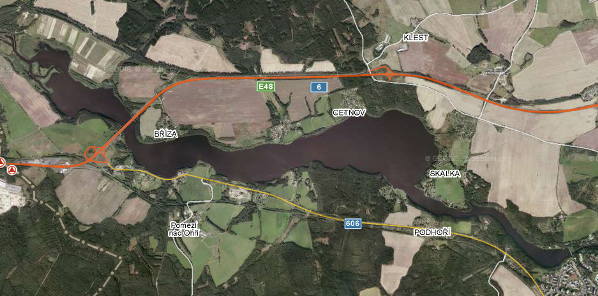 KLEST
E48
6
CETNOV
BŘÍZA
SKALKA
Pomezí
nad Ohří
606
PODHOŘÍ